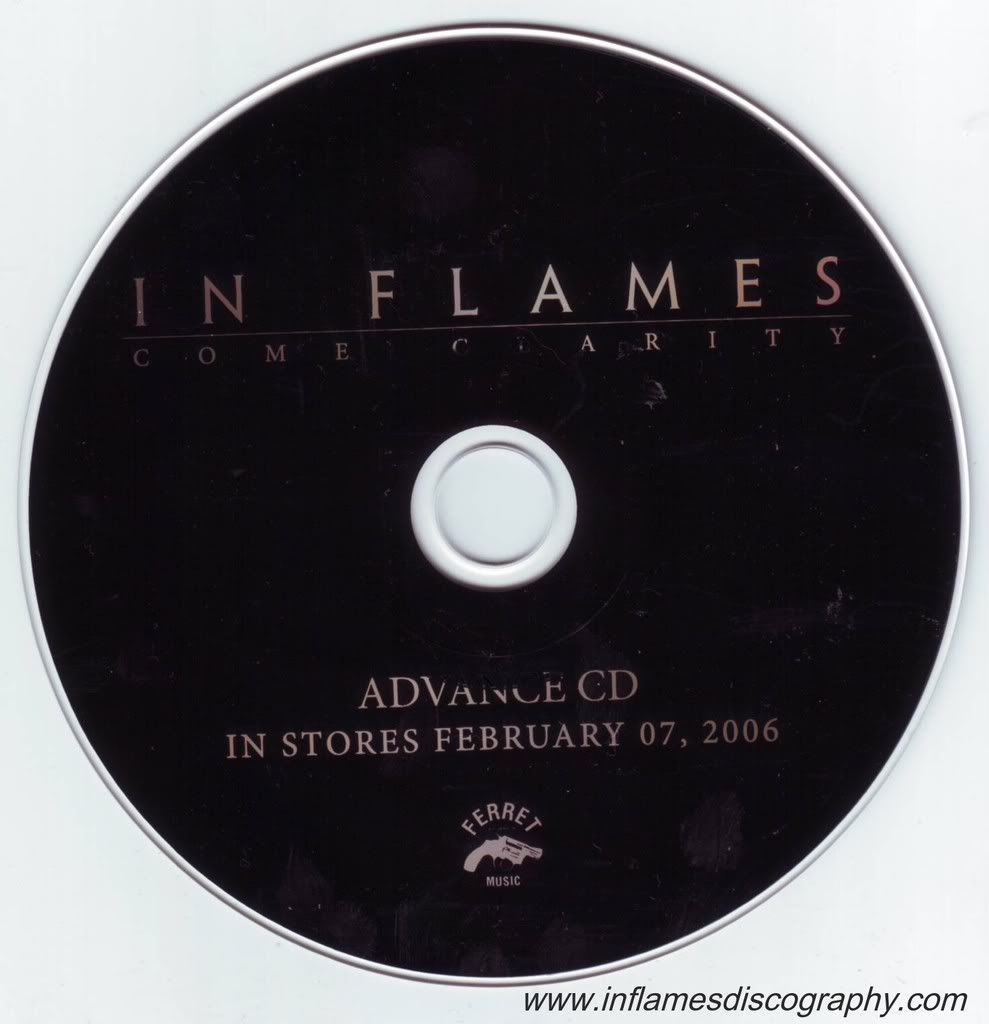 IN FLAMES
COME CLARITY
ADVANCE CD
IN STORES FEBRUARY 07, 2006
FERRET
MUSIC
www.inflamesdiscography.com